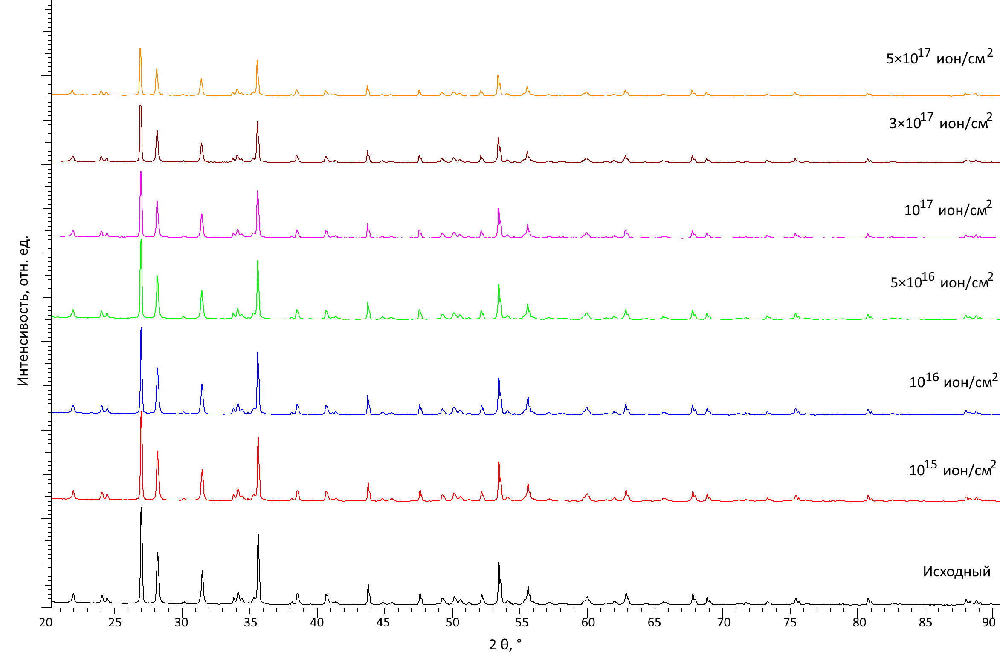 5×10¹⁷ ион/см²
3×10¹⁷ ион/см²
10¹⁷ ион/см²
5×10¹⁶ ион/см²
10¹⁶ ион/см²
10¹⁵ ион/см²
Исходный
Интенсивость, отн. ед.
20 25 30 35 40 45 50 55 60 65 70 75 80 85 90
2 θ, °